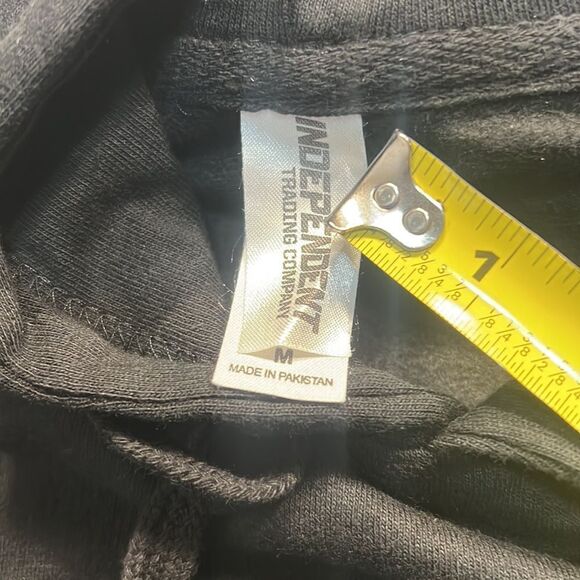 INDEPENDENT
TRADING COMPANY
M
MADE IN PAKISTAN
1